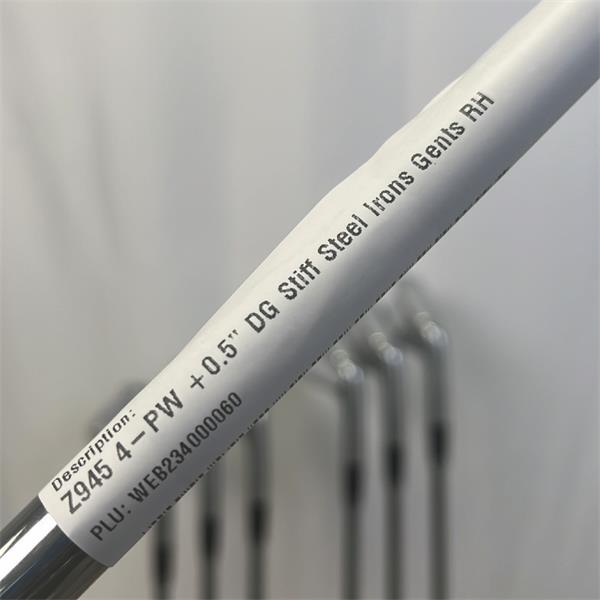 Description:
Z945 4-PW +0.5" DG Stiff Steel Irons Gents RH
PLU: WEB234000060